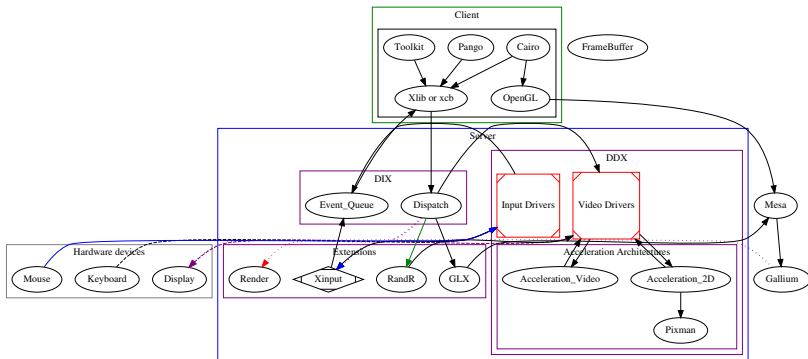 Client
Toolkit
Pango
Cairo
FrameBuffer
Xlib or xcb
OpenGL
Server
DIX
DDX
Event_Queue
Dispatch
Input Drivers
Video Drivers
Mesa
Hardware devices
Extensions
Acceleration Architectures
Mouse
Keyboard
Display
Render
Xinput
RandR
GLX
Acceleration_Video
Acceleration_2D
Gallium
Pixman